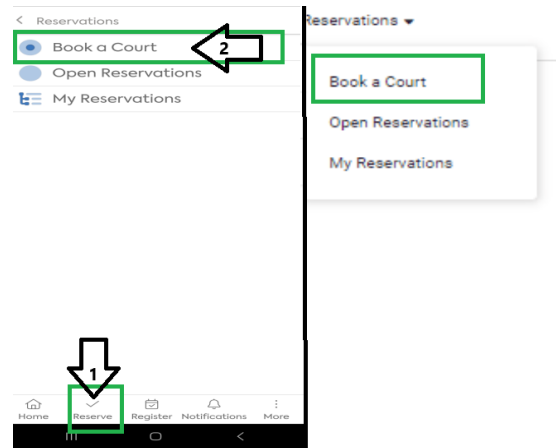 < Reservations
Book a Court
2
Open Reservations
My Reservations
1
Home Reserve Register Notifications More
Reservations
Book a Court
Open Reservations
My Reservations